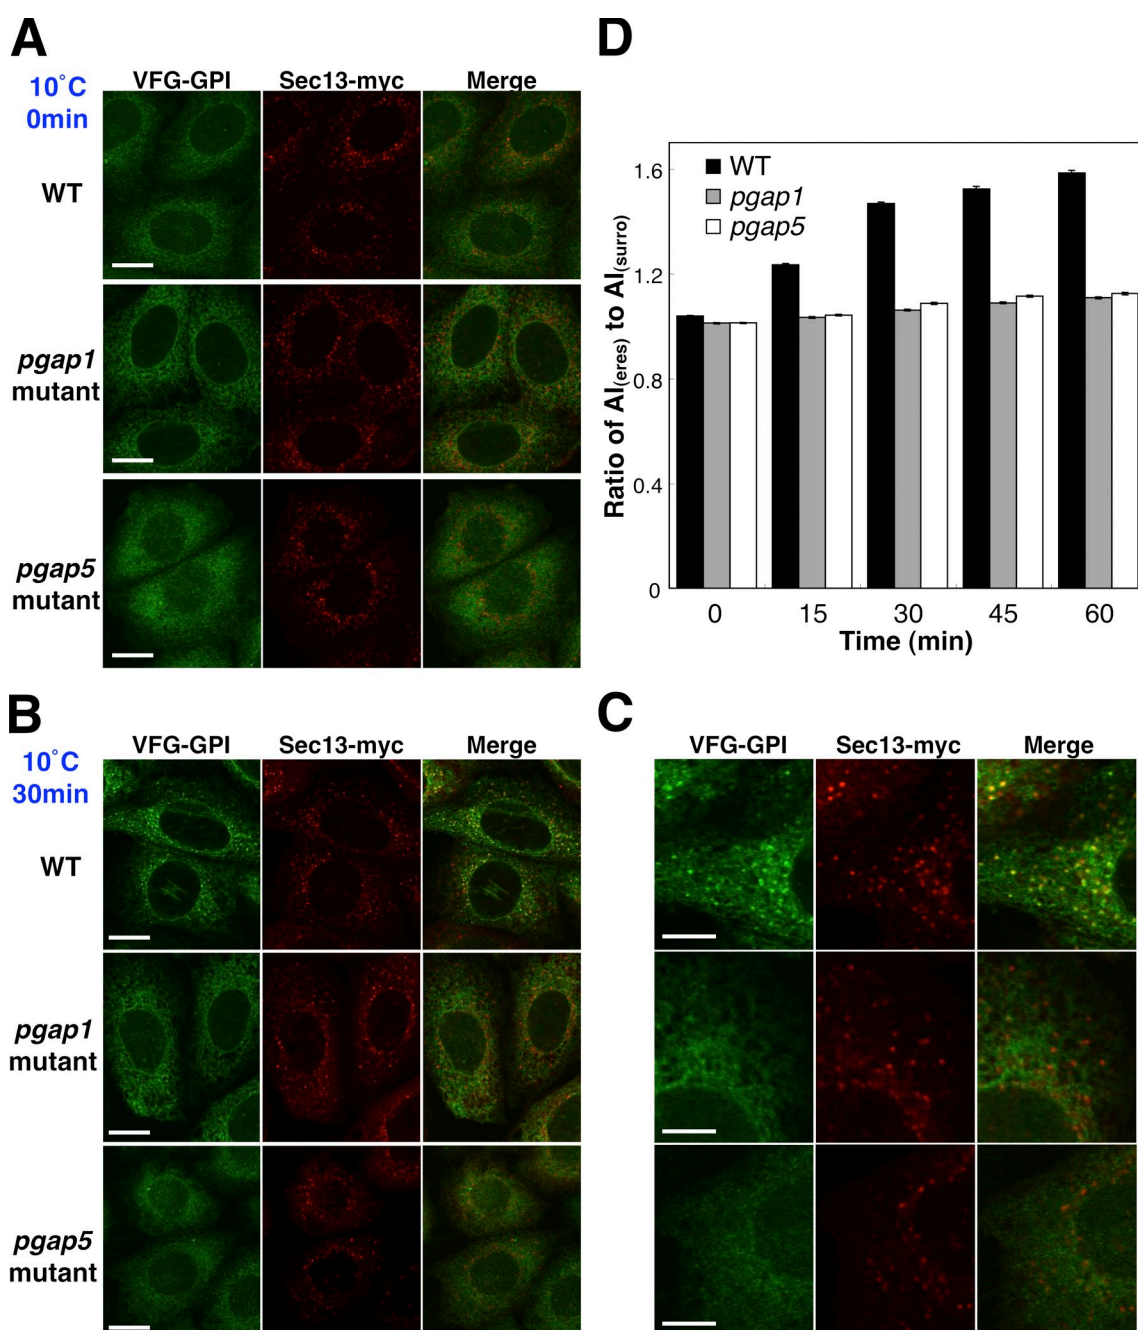 A
10°C
0min
VFG-GPI Sec13-myc Merge
WT
pgap1
mutant
pgap5
mutant
D
Ratio of AI(eres) to AI(surro)
1.6
1.2
0.8
0.4
0
WT
pgap1
pgap5
0 15 30 45 60
Time (min)
B
10°C
30min
VFG-GPI Sec13-myc Merge
WT
pgap1
mutant
pgap5
mutant
C
VFG-GPI Sec13-myc Merge